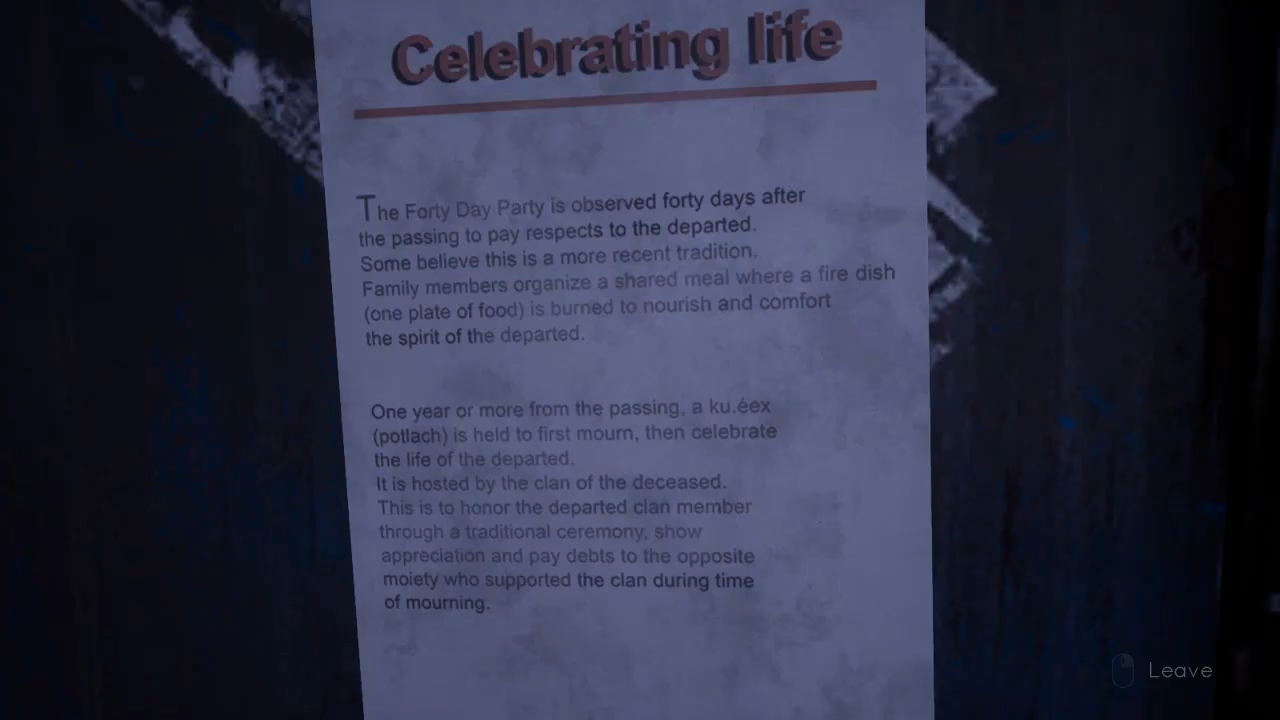 Celebrating life
The Forty Day Party is observed forty days after
the passing to pay respects to the departed.
Some believe this is a more recent tradition.
Family members organize a shared meal where a fire dish
(one plate of food) is burned to nourish and comfort
the spirit of the departed.
One year or more from the passing, a ku.éex
(potlach) is held to first mourn, then celebrate
the life of the departed.
It is hosted by the clan of the deceased.
This is to honor the departed clan member
through a traditional ceremony, show
appreciation and pay debts to the opposite
moiety who supported the clan during time
of mourning.
Leave